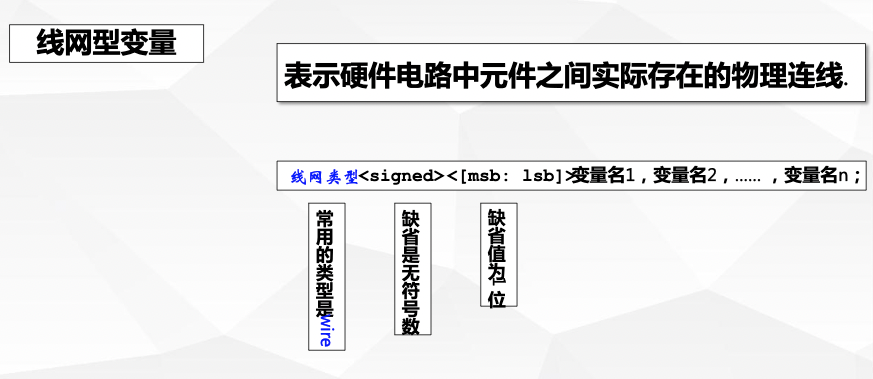 线网型变量
表示硬件电路中元件之间实际存在的物理连线.
线网类型<signed><[msb: lsb]>变量名1，变量名2，…… ，变量名n；
常用的类型是wire
缺省是无符号数
缺省值为1位